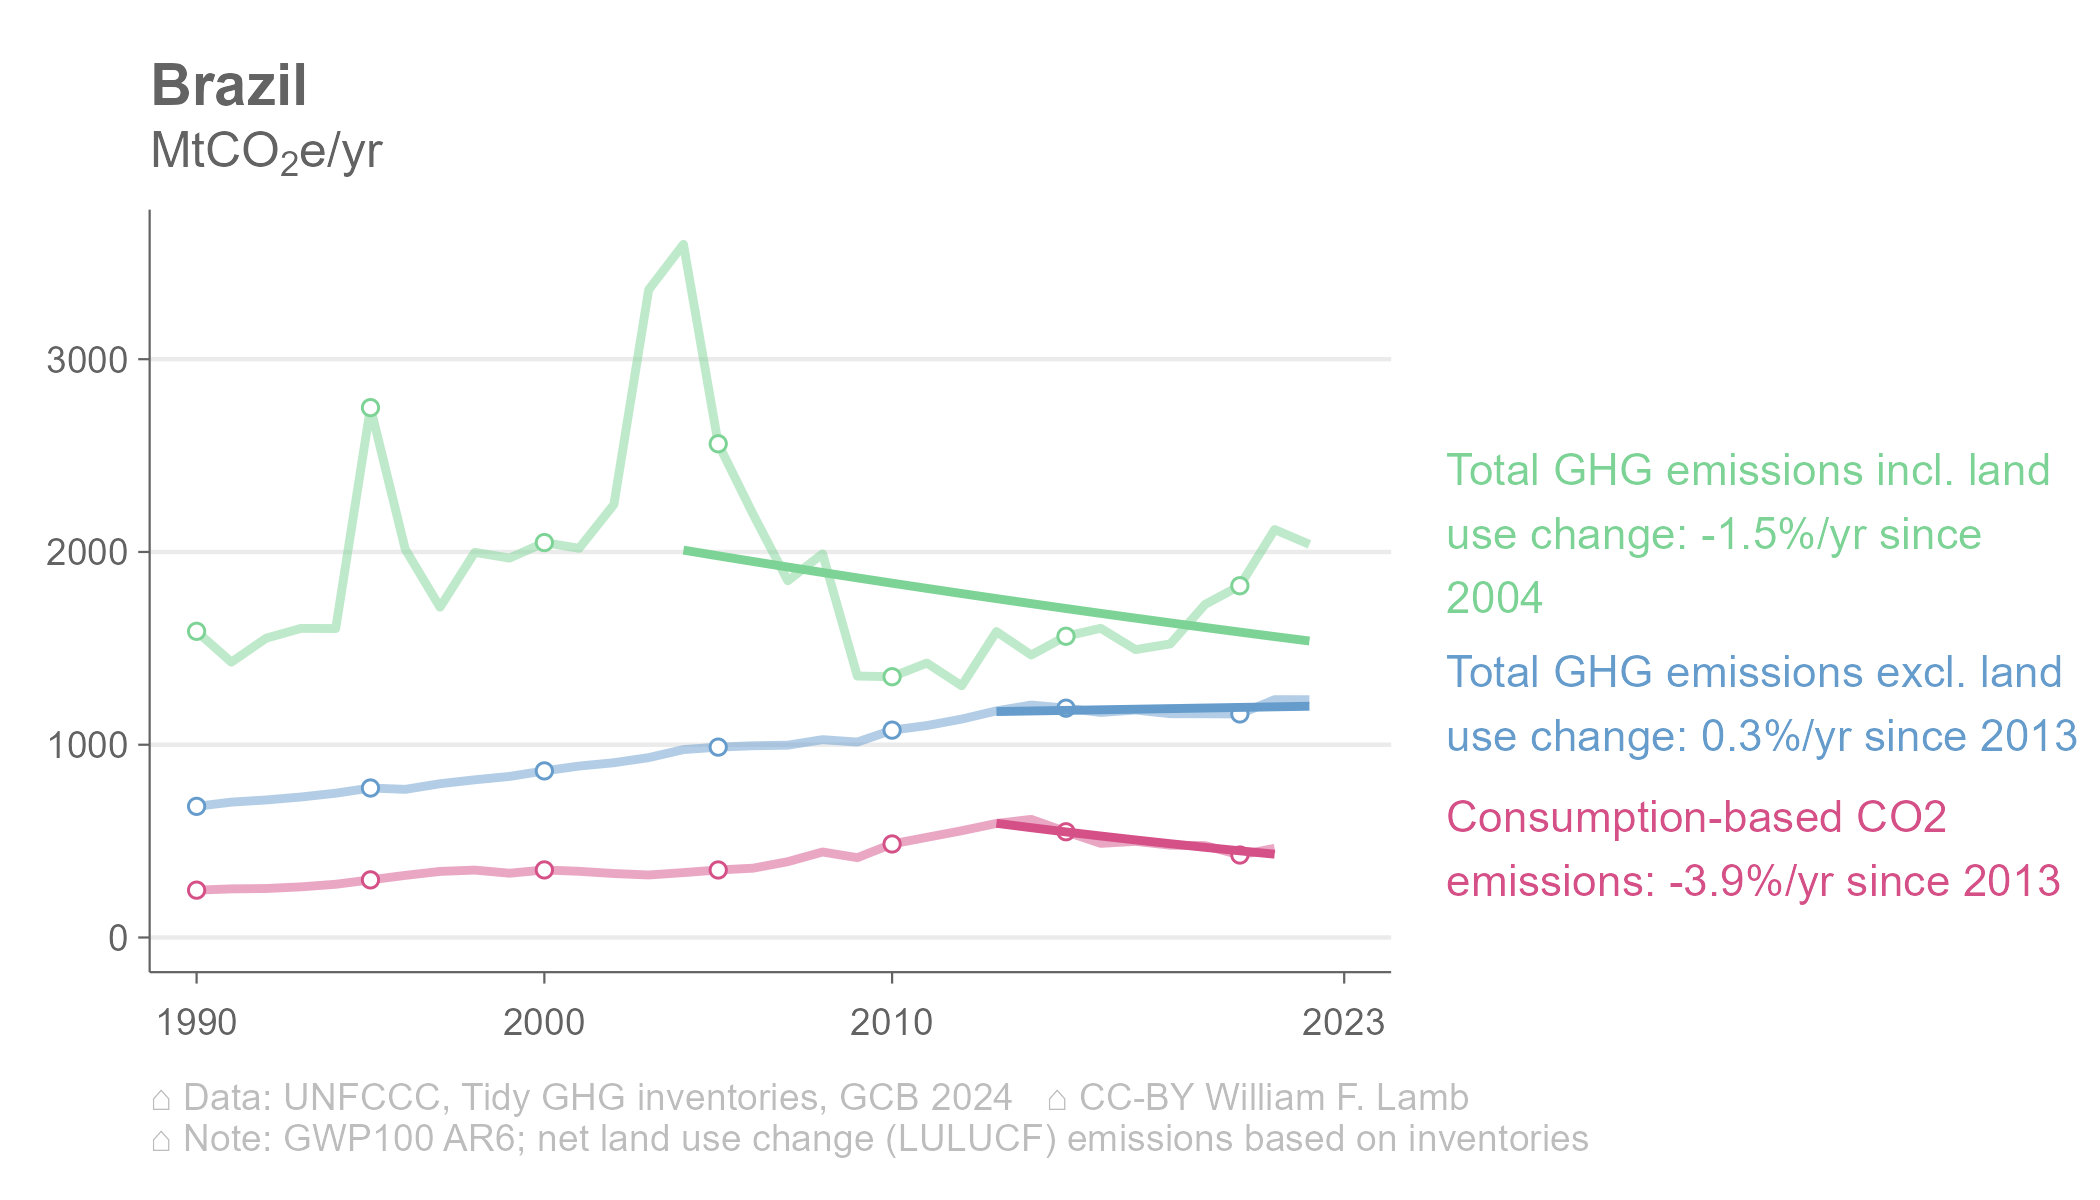 Brazil
MtCO₂e/yr
3000
2000
1000
0
1990 2000 2010 2023
Total GHG emissions incl. land
use change: -1.5%/yr since
2004
Total GHG emissions excl. land
use change: 0.3%/yr since 2013
Consumption-based CO2
emissions: -3.9%/yr since 2013
⌂ Data: UNFCCC, Tidy GHG inventories, GCB 2024 ⌂ CC-BY William F. Lamb
⌂ Note: GWP100 AR6; net land use change (LULUCF) emissions based on inventories